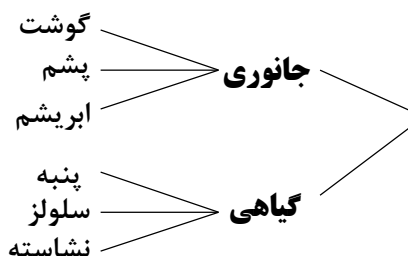 گوشت
پشم
ابریشم
جانوری
پنبه
سلولز
نشاسته
گیاهی